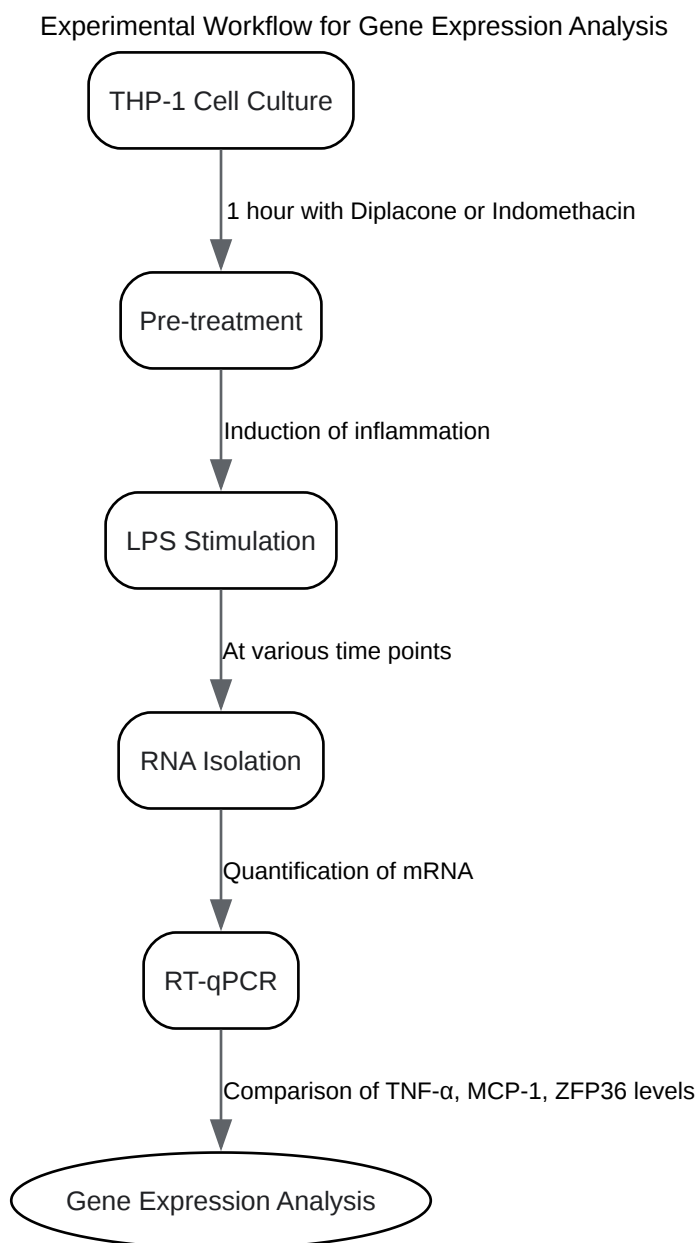 Experimental Workflow for Gene Expression Analysis
THP-1 Cell Culture
1 hour with Diplacone or Indomethacin
Pre-treatment
Induction of inflammation
LPS Stimulation
At various time points
RNA Isolation
Quantification of mRNA
RT-qPCR
Comparison of TNF-α, MCP-1, ZFP36 levels
Gene Expression Analysis